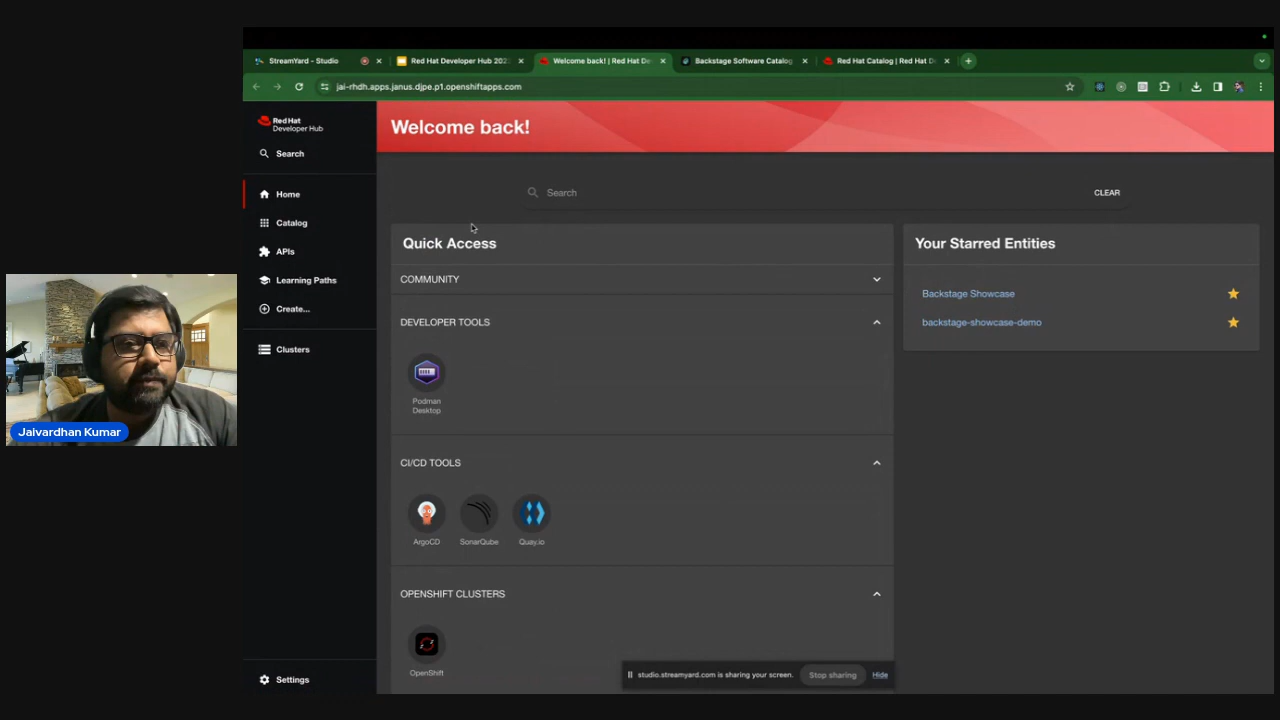 StreamYard - Studio
Red Hat Developer Hub 202
Welcome back! | Red Hat De
Backstage Software Catalog
Red Hat Catalog | Red Hat D
jai-rhdh.apps.janus.djpe.p1.openshiftapps.com
Red Hat
Developer Hub
Search
Home
Catalog
APIs
Learning Paths
Create...
Clusters
Settings
Welcome back!
Search
CLEAR
Quick Access
COMMUNITY
DEVELOPER TOOLS
Podman
Desktop
CI/CD TOOLS
ArgoCD
SonarQube
Quay.io
OPENSHIFT CLUSTERS
OpenShift
Your Starred Entities
Backstage Showcase
backstage-showcase-demo
studio.streamyard.com is sharing your screen.
Stop sharing
Hide
Jaivardhan Kumar